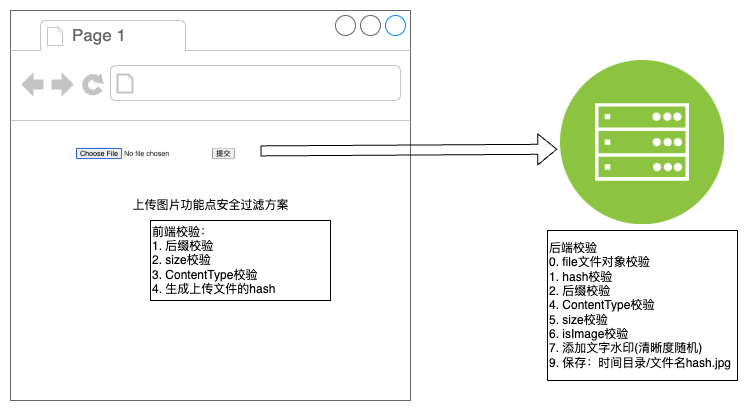 Page 1
Choose File No file chosen 提交
上传图片功能点安全过滤方案
前端校验：
1. 后缀校验
2. size校验
3. ContentType校验
4. 生成上传文件的hash
后端校验
0. file文件对象校验
1. hash校验
2. 后缀校验
4. ContentType校验
5. size校验
6. isImage校验
7. 添加文字水印(清晰度随机)
9. 保存：时间目录/文件名hash.jpg